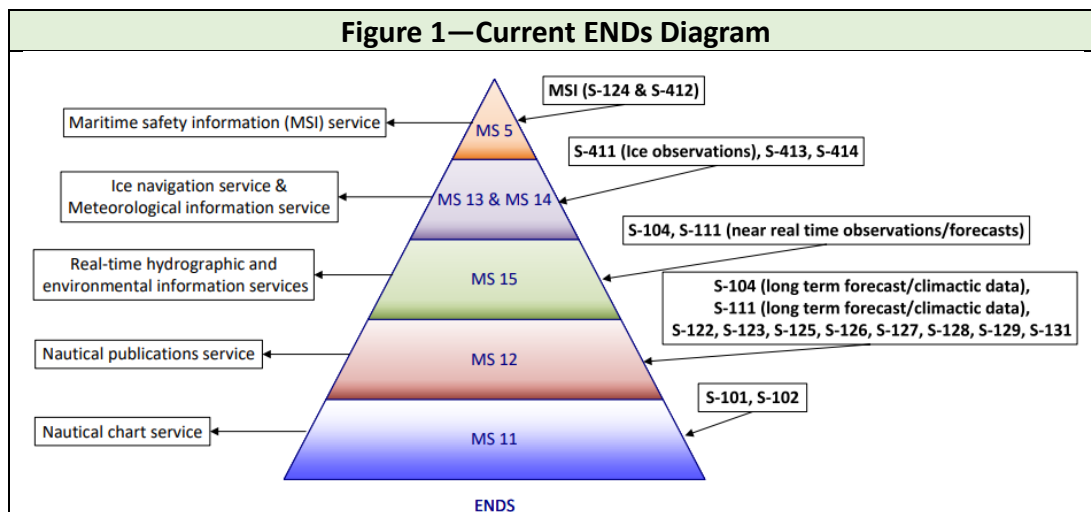 Figure 1—Current ENDs Diagram
MSI (S-124 & S-412)
Maritime safety information (MSI) service
MS 5
S-411 (Ice observations), S-413, S-414
Ice navigation service &
Meteorological information service
MS 13 & MS 14
S-104, S-111 (near real time observations/forecasts)
Real-time hydrographic and
environmental information services
MS 15
S-104 (long term forecast/climactic data),
S-111 (long term forecast/climactic data),
S-122, S-123, S-125, S-126, S-127, S-128, S-129, S-131
Nautical publications service
MS 12
S-101, S-102
Nautical chart service
MS 11
ENDS